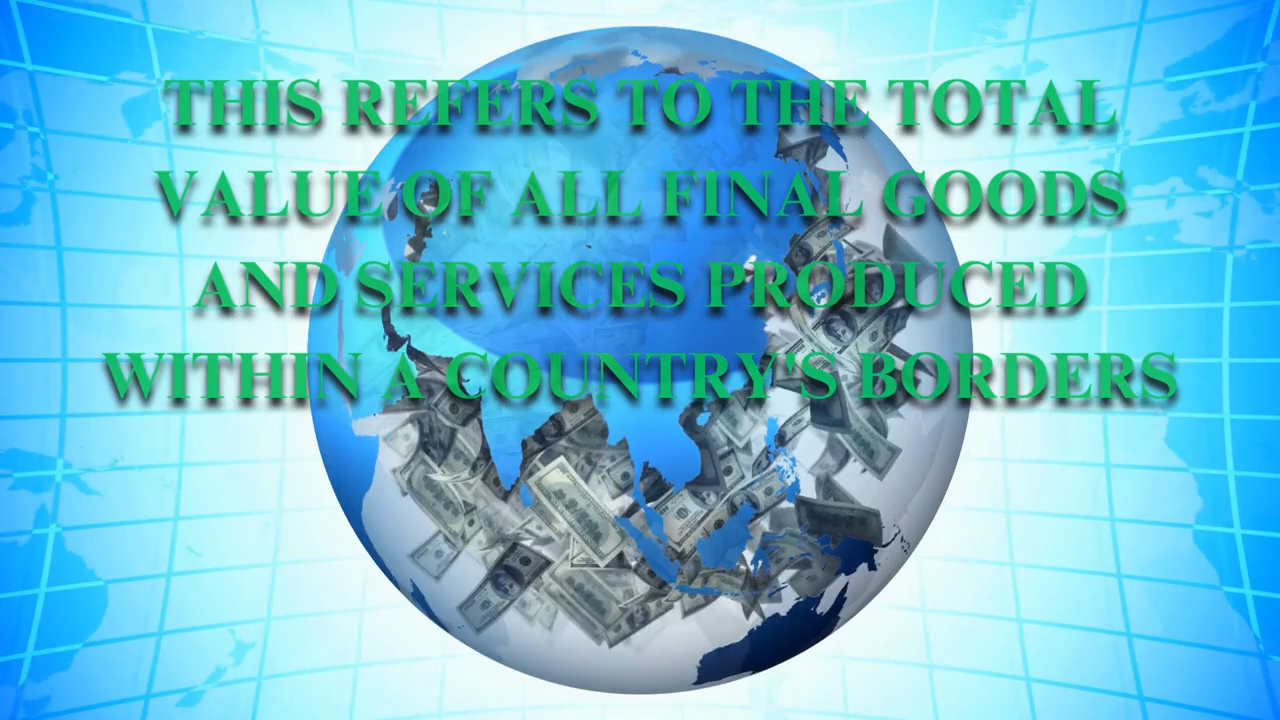 THIS REFERS TO THE TOTAL
VALUE OF ALL FINAL GOODS
AND SERVICES PRODUCED
WITHIN A COUNTRY'S BORDERS